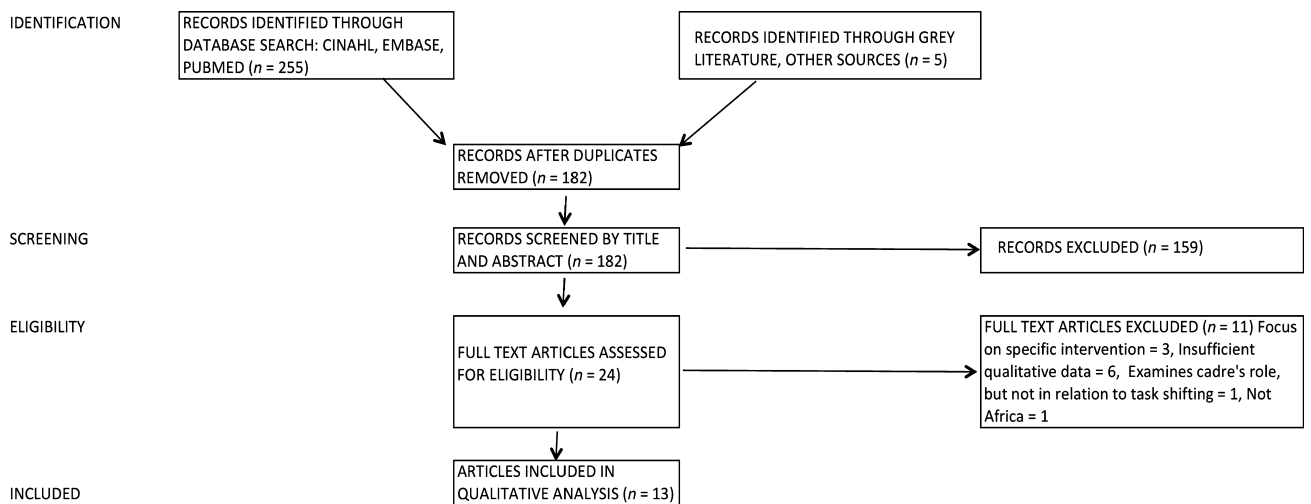 IDENTIFICATION
RECORDS IDENTIFIED THROUGH
DATABASE SEARCH: CINAHL, EMBASE,
PUBMED (n = 255)
RECORDS IDENTIFIED THROUGH GREY
LITERATURE, OTHER SOURCES (n = 5)
RECORDS AFTER DUPLICATES
REMOVED (n = 182)
SCREENING
RECORDS SCREENED BY TITLE
AND ABSTRACT (n = 182)
RECORDS EXCLUDED (n = 159)
ELIGIBILITY
FULL TEXT ARTICLES ASSESSED
FOR ELIGIBILITY (n = 24)
FULL TEXT ARTICLES EXCLUDED (n = 11) Focus
on specific intervention = 3, Insufficient
qualitative data = 6, Examines cadre's role,
but not in relation to task shifting = 1, Not
Africa = 1
INCLUDED
ARTICLES INCLUDED IN
QUALITATIVE ANALYSIS (n = 13)